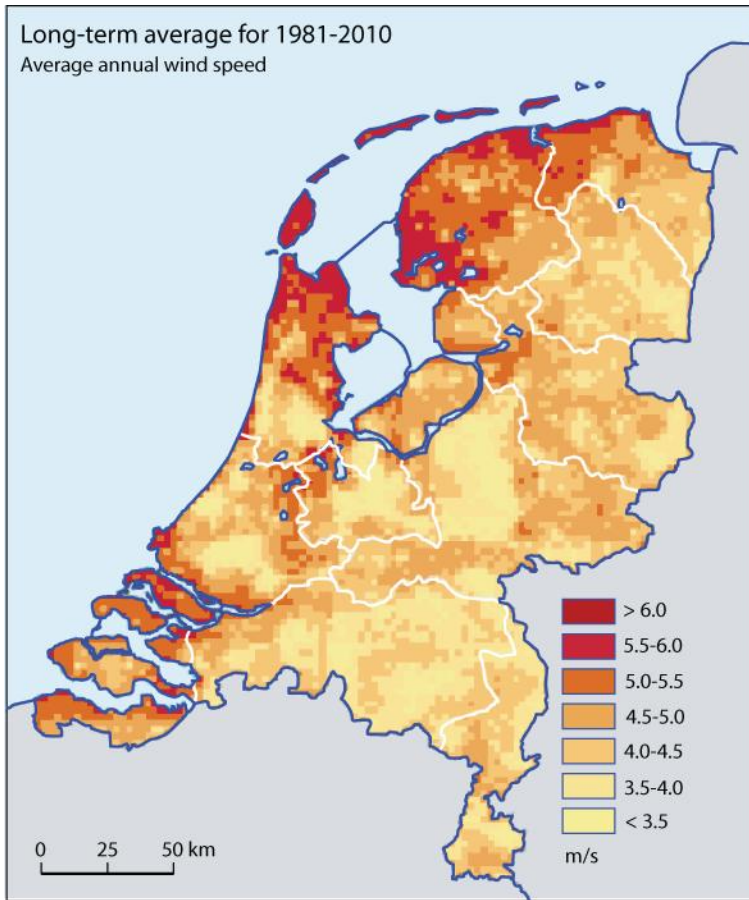 Long-term average for 1981-2010
Average annual wind speed
> 6.0
5.5-6.0
5.0-5.5
4.5-5.0
4.0-4.5
3.5-4.0
< 3.5
m/s
0 25 50 km